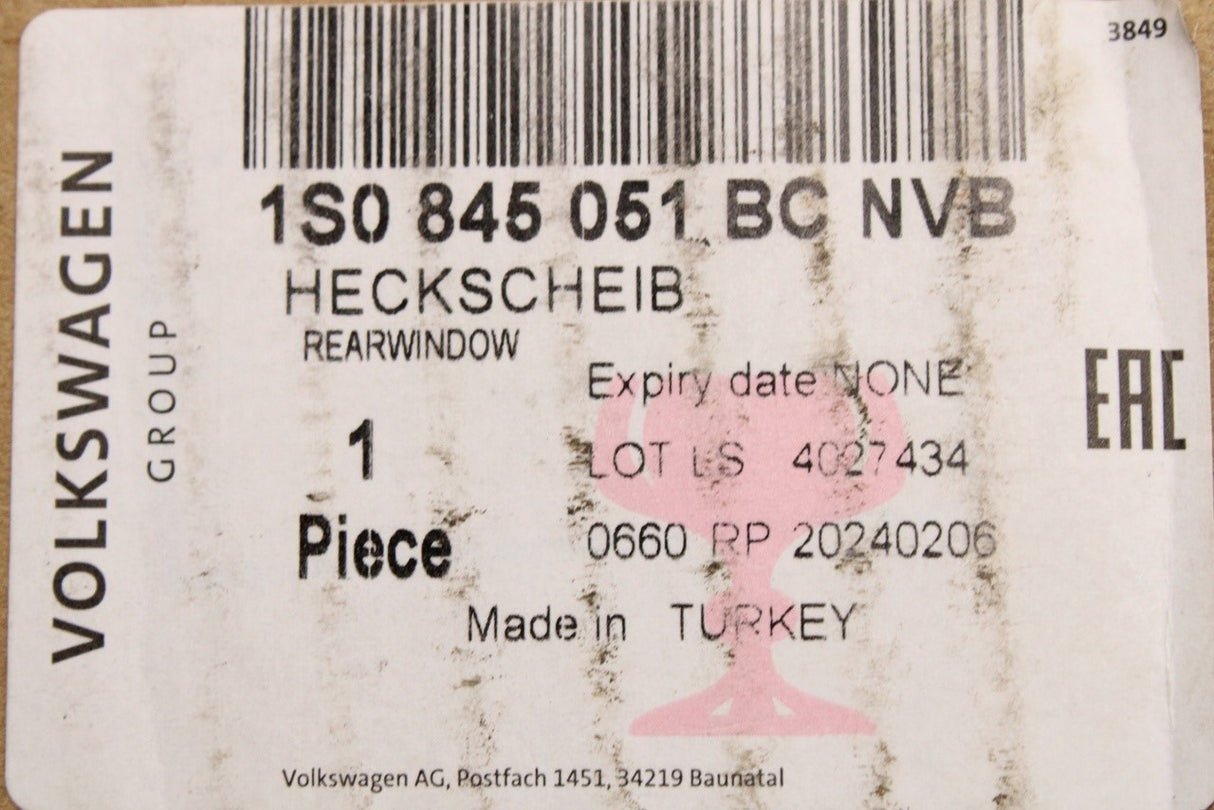 3849
1S0 845 051 BC NVB
HECKSCHEIB
REARWINDOW
Expiry date NONE
1
LOT LS 4027434
Piece
0660 RP 20240206
Made in TURKEY
VOLKSWAGEN
GROUP
EAC
Volkswagen AG, Postfach 1451, 34219 Baunatal